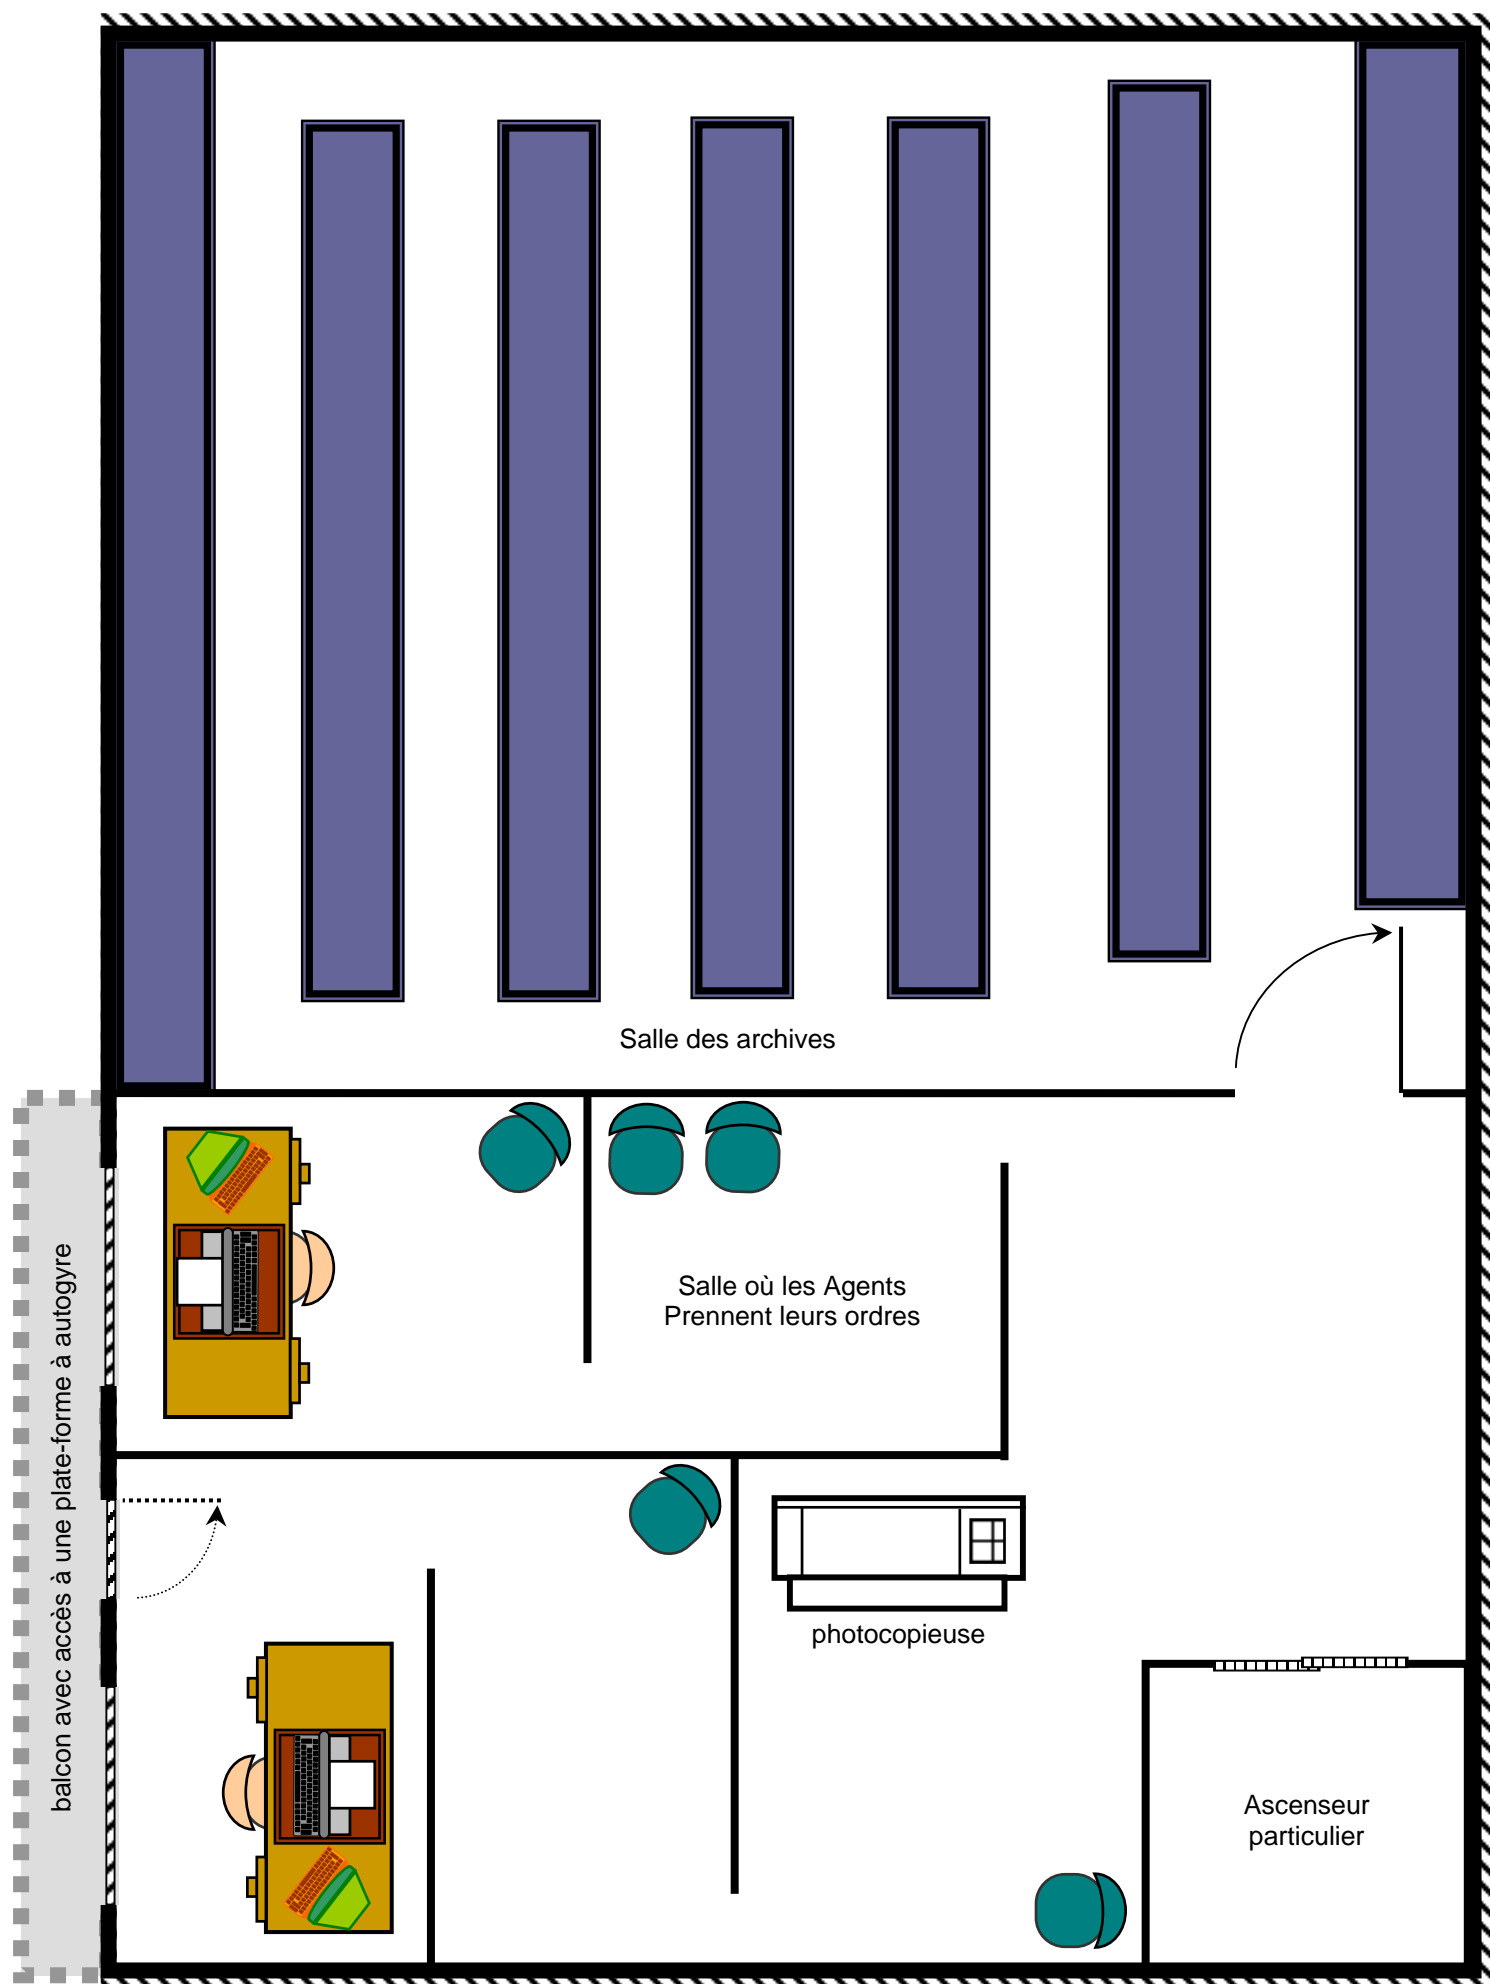 Salle des archives
Salle où les Agents
Prennent leurs ordres
balcon avec accès à une plate-forme à autogyre
photocopieuse
Ascenseur
particulier